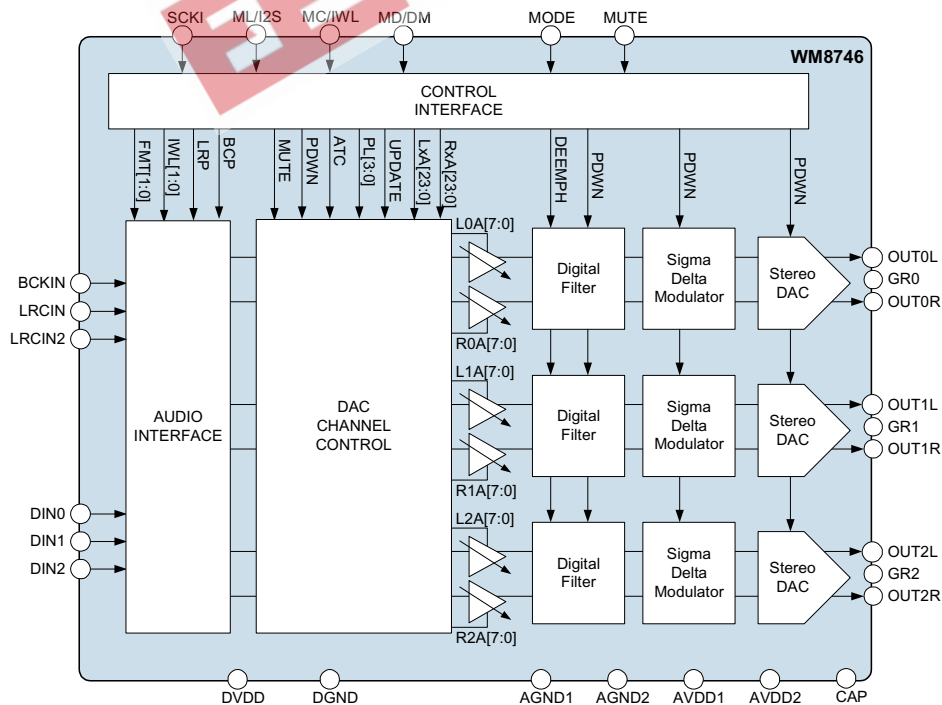 SCKI
ML/I2S
MC/IWL
MD/DM
MODE
MUTE
WM8746
CONTROL
INTERFACE
FMT[1:0]
IWL[1:0]
LRP
BCP
MUTE
PDWN
ATC
PL[3:0]
UPDATE
LxA[23:0]
RxA[23:0]
DEEMPH
PDWN
PDWN
PDWN
BCKIN
LRCIN
LRCIN2
DIN0
DIN1
DIN2
AUDIO
INTERFACE
DAC
CHANNEL
CONTROL
L0A[7:0]
R0A[7:0]
Digital
Filter
Sigma
Delta
Modulator
Stereo
DAC
OUT0L
GR0
OUT0R
L1A[7:0]
R1A[7:0]
Digital
Filter
Sigma
Delta
Modulator
Stereo
DAC
OUT1L
GR1
OUT1R
L2A[7:0]
R2A[7:0]
Digital
Filter
Sigma
Delta
Modulator
Stereo
DAC
OUT2L
GR2
OUT2R
DVDD
DGND
AGND1
AGND2
AVDD1
AVDD2
CAP